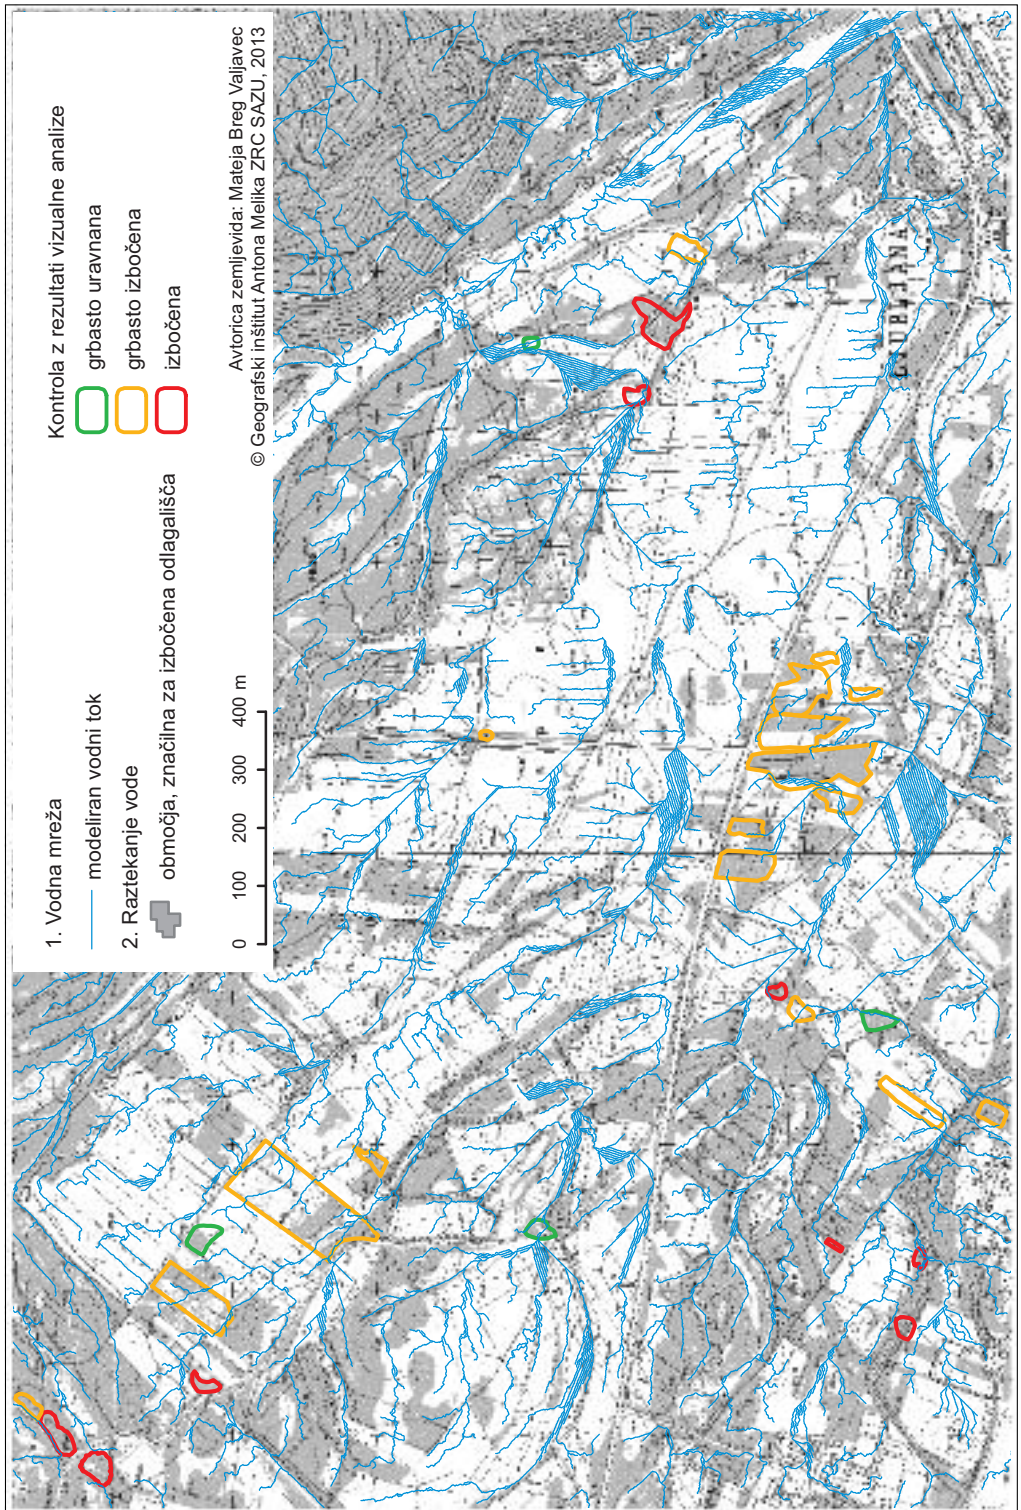 1. Vodna mreža
modeliran vodni tok
2. Raztekanje vode
območja, značilna za izbočena odlagališča
0 100 200 300 400 m
Kontrola z rezultati vizualne analize
grbasto uravnana
grbasto izbočena
izbočena
Avtorica zemljevida: Mateja Breg Valjavec
© Geografski inštitut Antona Melika ZRC SAZU, 2013